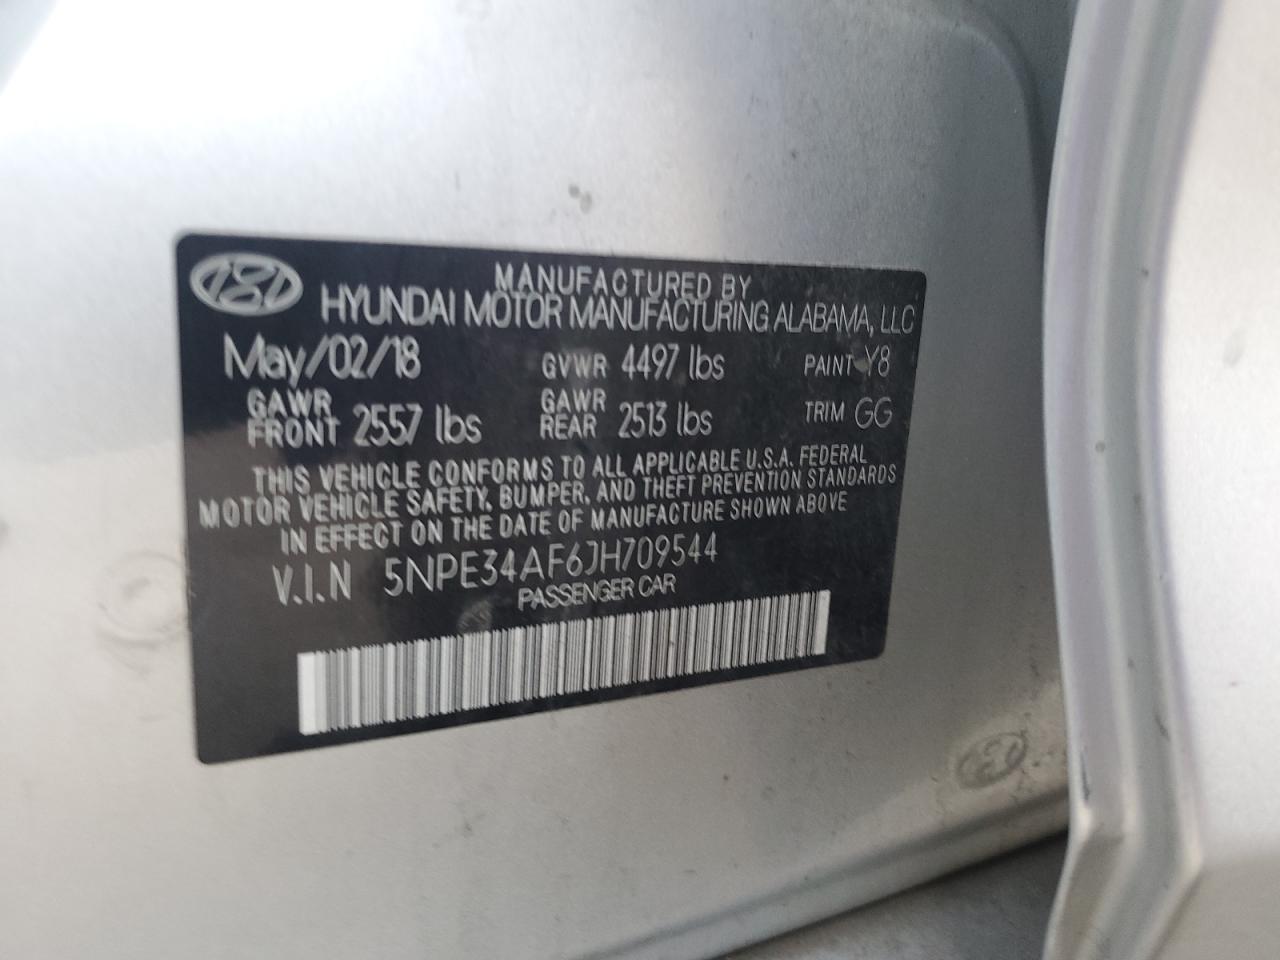 MANUFACTURED BY
HYUNDAI MOTOR MANUFACTURING ALABAMA, LLC
May/02/18 GVWR 4497 lbs PAINT Y8
GAWR FRONT 2557 lbs GAWR REAR 2513 lbs TRIM GG
THIS VEHICLE CONFORMS TO ALL APPLICABLE U.S.A. FEDERAL
MOTOR VEHICLE SAFETY, BUMPER, AND THEFT PREVENTION STANDARDS
IN EFFECT ON THE DATE OF MANUFACTURE SHOWN ABOVE
V.I.N 5NPE34AF6JH709544
PASSENGER CAR